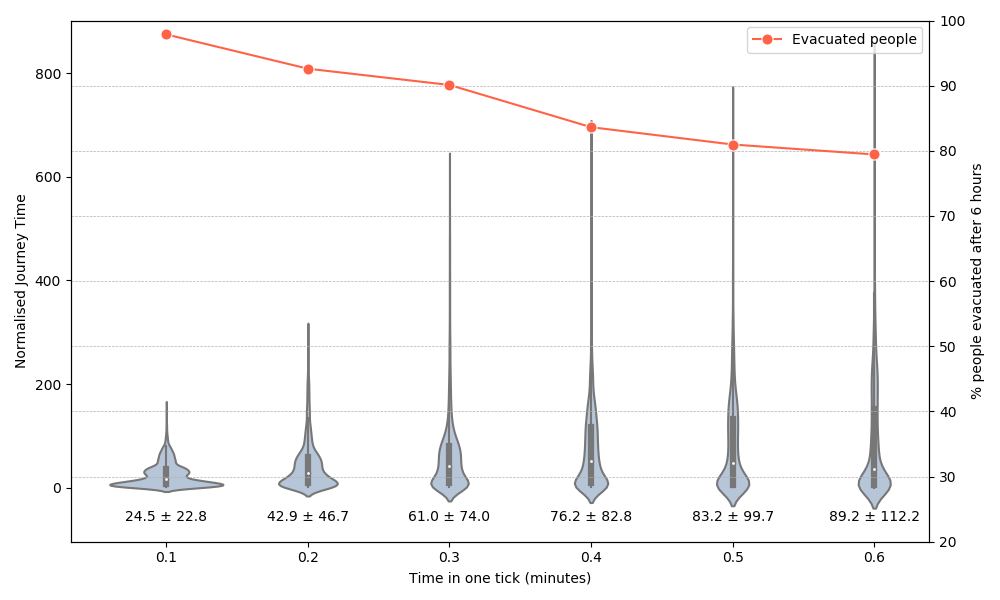 Evacuated people
Normalised Journey Time
800
600
400
200
0
100
90
80
70
60
50
40
30
20
% people evacuated after 6 hours
24.5 ± 22.8
42.9 ± 46.7
61.0 ± 74.0
76.2 ± 82.8
83.2 ± 99.7
89.2 ± 112.2
0.1
0.2
0.3
0.4
0.5
0.6
Time in one tick (minutes)